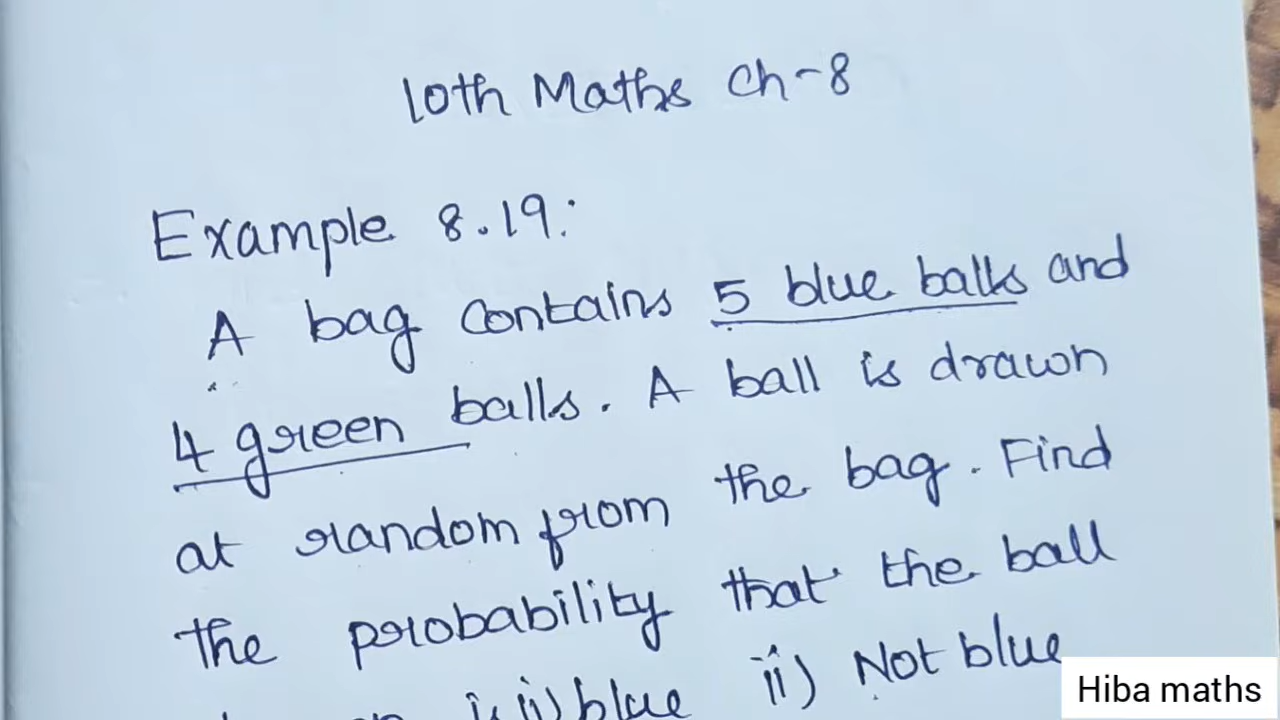 10th Maths Ch-8
Example 8.19:
A bag contains 5 blue balls and
4 green balls. A ball is drawn
at random from the bag. Find
the probability that the ball
is i) blue ii) Not blue
Hiba maths